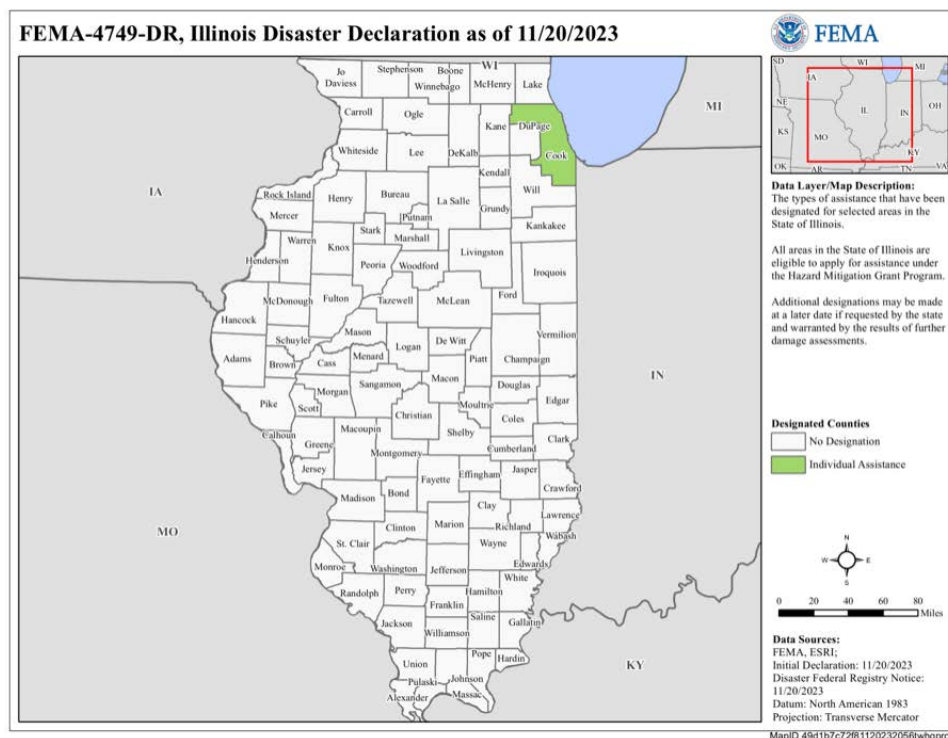 FEMA-4749-DR, Illinois Disaster Declaration as of 11/20/2023
FEMA
WI
Jo Daviess
Stephenson
Winnebago
Boone
McHenry
Lake
MI
Carroll
Ogle
Kane
DuPage
Cook
Whiteside
Lee
DeKalb
Kendall
Will
IA
Rock Island
Henry
Bureau
La Salle
Grundy
Mercer
Putnam
Kankakee
Stark
Marshall
Warren
Knox
Livingston
Henderson
Peoria
Woodford
Iroquois
Fulton
Tazewell
McLean
Ford
McDonough
Hancock
Mason
Vermilion
Schuyler
Logan
De Witt
Adams
Brown
Cass
Menard
Piatt
Champaign
IN
Macon
Sangamon
Douglas
Morgan
Edgar
Pike
Scott
Christian
Moultrie
Coles
Macoupin
Shelby
Calhoun
Greene
Clark
Cumberland
Montgomery
Jersey
Fayette
Effingham
Jasper
Crawford
Madison
Bond
Clay
Lawrence
MO
Clinton
Marion
Richland
Wabash
St. Clair
Wayne
Edwards
Monroe
Washington
Jefferson
White
Randolph
Perry
Hamilton
Franklin
Saline
Gallatin
Jackson
Williamson
Pope
Hardin
KY
Union
Johnson
Pulaski
Massac
Alexander
SD
WI
MI
IA
NE
IL
IN
OH
KS
MO
KY
OK
AR
TN
VA
Data Layer/Map Description:
The types of assistance that have been
designated for selected areas in the
State of Illinois.
All areas in the State of Illinois are
eligible to apply for assistance under
the Hazard Mitigation Grant Program.
Additional designations may be made
at a later date if requested by the state
and warranted by the results of further
damage assessments.
Designated Counties
No Designation
Individual Assistance
N
W E
S
0 20 40 60 80
Miles
Data Sources:
FEMA, ESRI;
Initial Declaration: 11/20/2023
Disaster Federal Registry Notice:
11/20/2023
Datum: North American 1983
Projection: Transverse Mercator